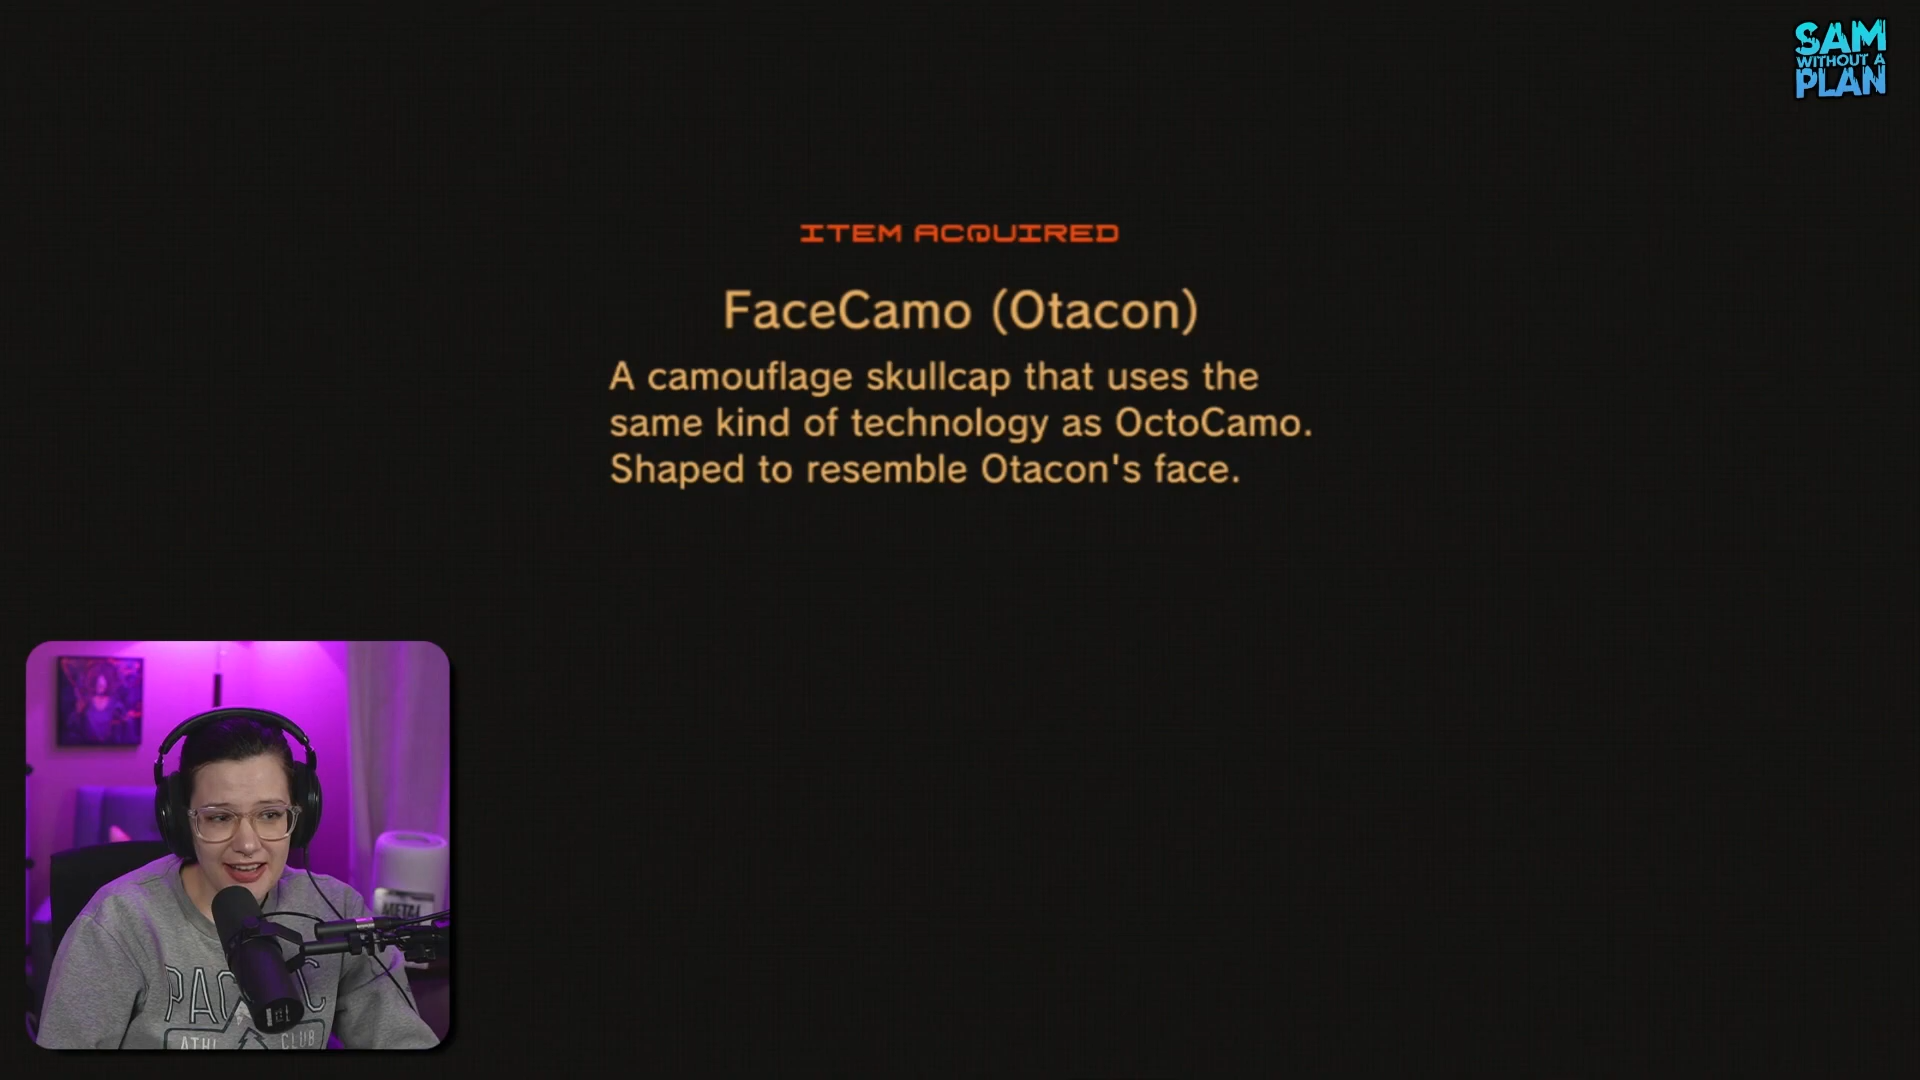 SAM
WITHOUT A
PLAN
ITEM ACQUIRED
FaceCamo (Otacon)
A camouflage skullcap that uses the
same kind of technology as OctoCamo.
Shaped to resemble Otacon's face.
METAL